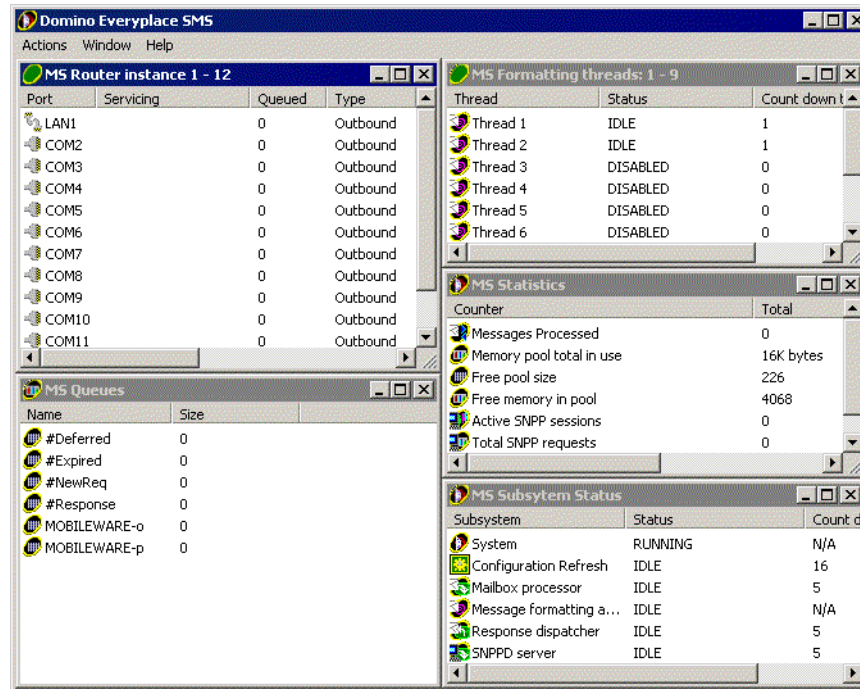 Domino Everyplace SMS
Actions Window Help
MS Router instance 1 - 12
Port Servicing Queued Type
LAN1 0 Outbound
COM2 0 Outbound
COM3 0 Outbound
COM4 0 Outbound
COM5 0 Outbound
COM6 0 Outbound
COM7 0 Outbound
COM8 0 Outbound
COM9 0 Outbound
COM10 0 Outbound
COM11 0 Outbound
MS Queues
Name Size
#Deferred 0
#Expired 0
#NewReq 0
#Response 0
MOBILEWARE-o 0
MOBILEWARE-p 0
MS Formatting threads: 1 - 9
Thread Status Count down t
Thread 1 IDLE 1
Thread 2 IDLE 1
Thread 3 DISABLED 0
Thread 4 DISABLED 0
Thread 5 DISABLED 0
Thread 6 DISABLED 0
MS Statistics
Counter Total
Messages Processed 0
Memory pool total in use 16K bytes
Free pool size 226
Free memory in pool 4068
Active SNPP sessions 0
Total SNPP requests 0
MS Subsytem Status
Subsystem Status Count d
System RUNNING N/A
Configuration Refresh IDLE 16
Mailbox processor IDLE 5
Message formatting a... IDLE N/A
Response dispatcher IDLE 5
SNPPD server IDLE 5